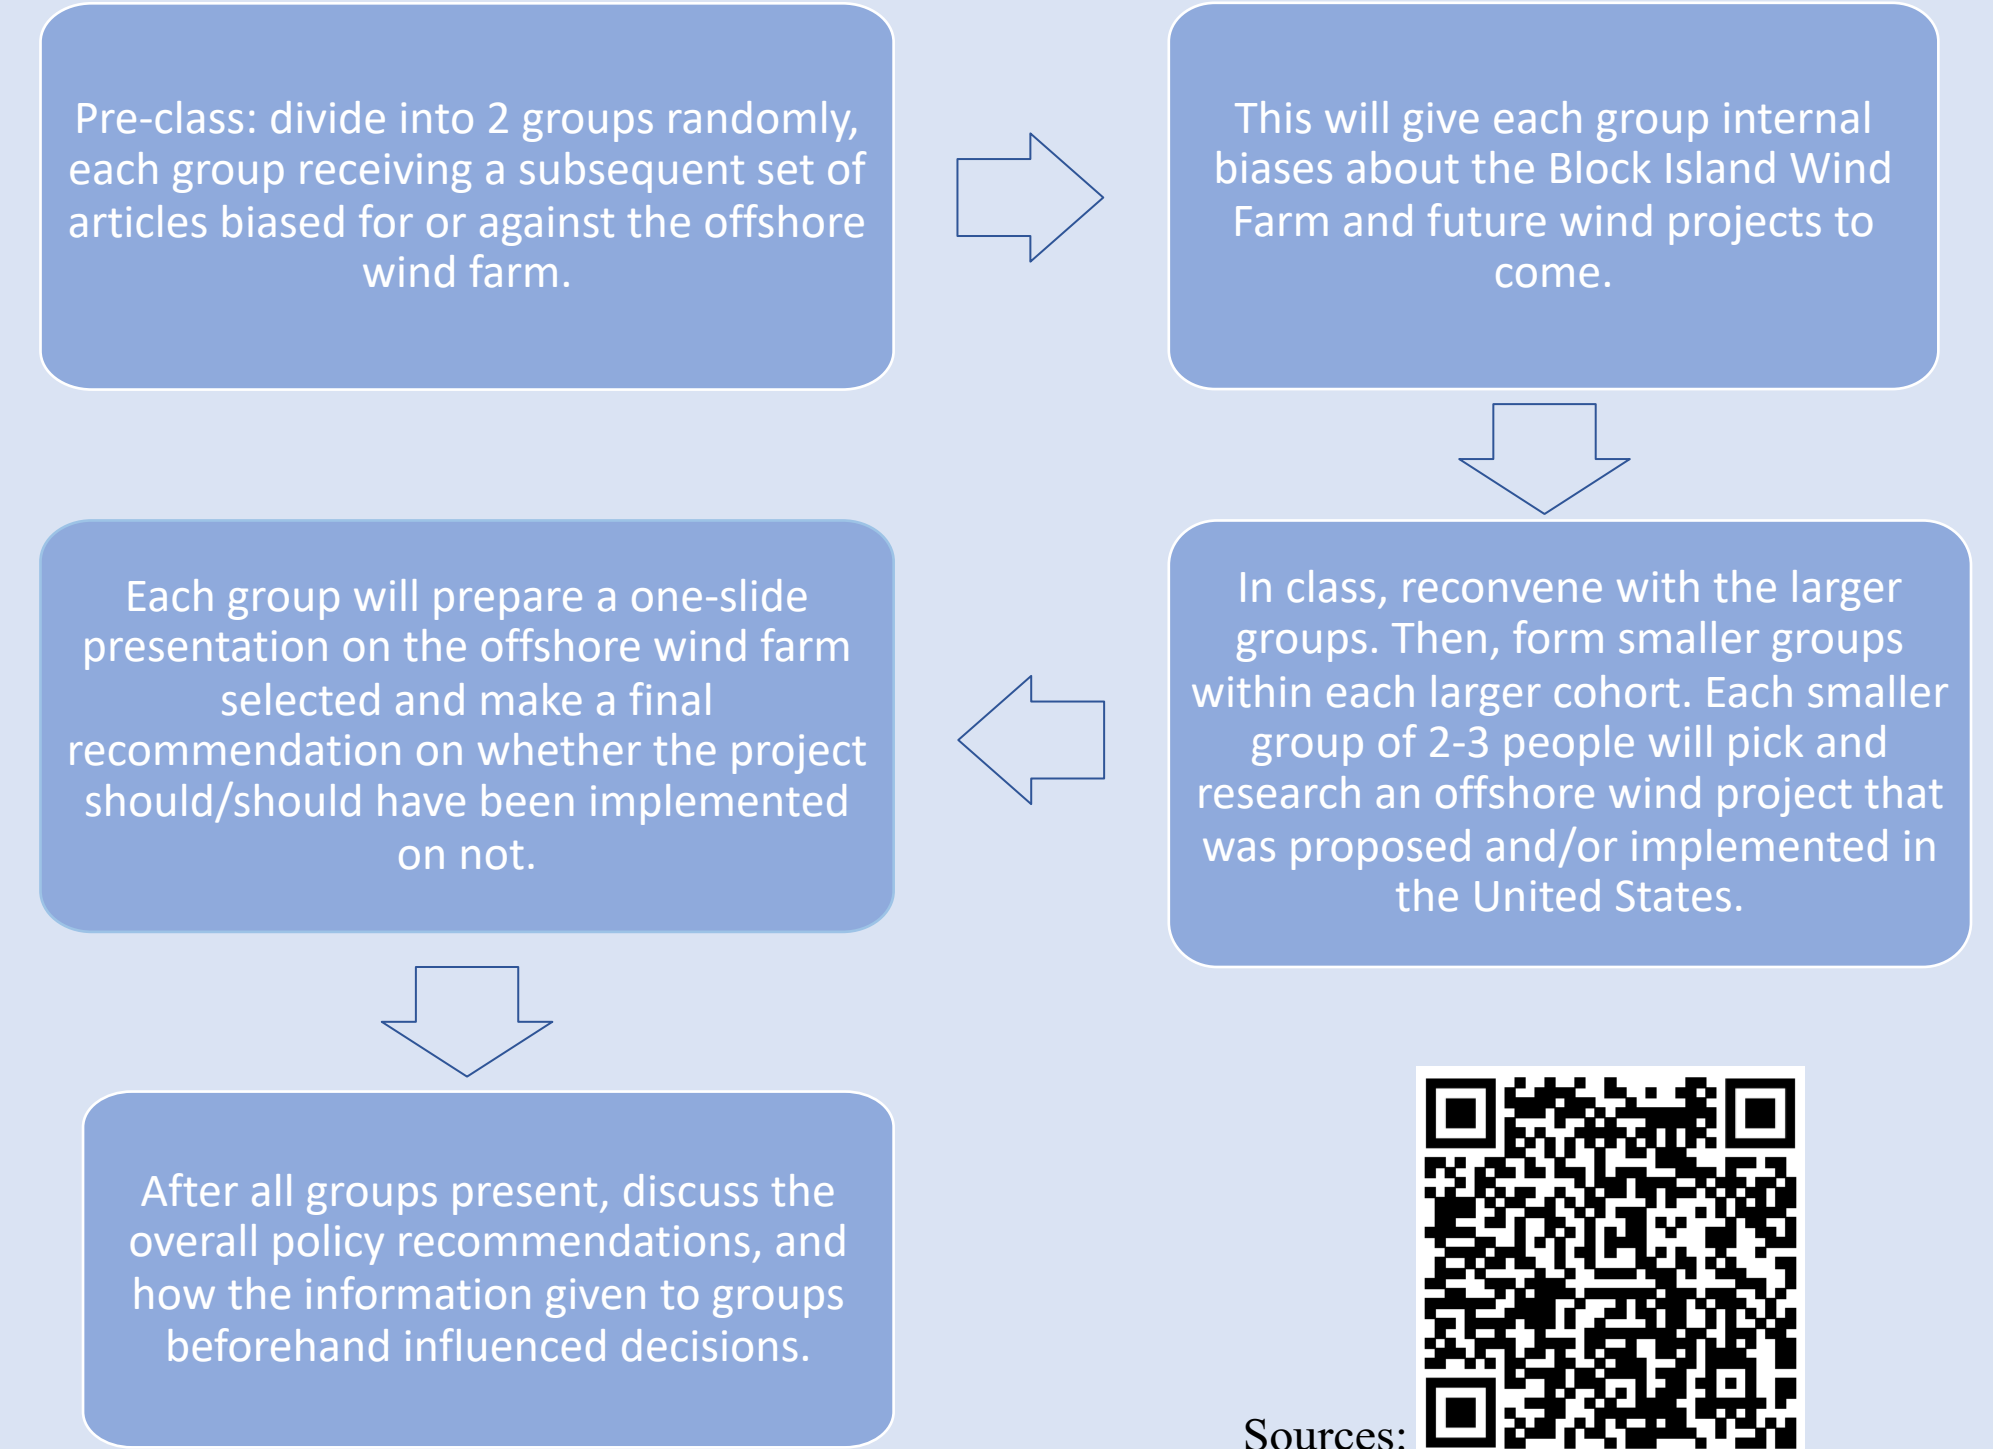 Pre-class: divide into 2 groups randomly,
each group receiving a subsequent set of
articles biased for or against the offshore
wind farm.
This will give each group internal
biases about the Block Island Wind
Farm and future wind projects to
come.
In class, reconvene with the larger
groups. Then, form smaller groups
within each larger cohort. Each smaller
group of 2-3 people will pick and
research an offshore wind project that
was proposed and/or implemented in
the United States.
Each group will prepare a one-slide
presentation on the offshore wind farm
selected and make a final
recommendation on whether the project
should/should have been implemented
on not.
After all groups present, discuss the
overall policy recommendations, and
how the information given to groups
beforehand influenced decisions.
Sources: